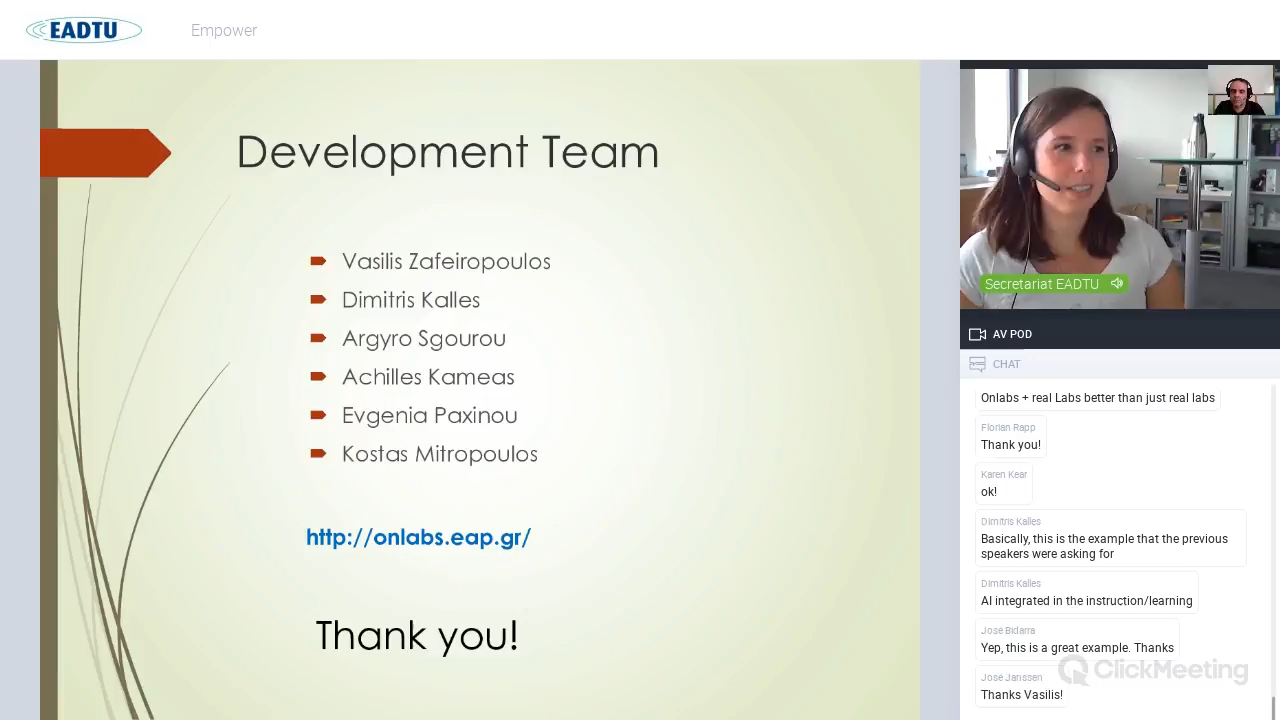 EADTU
Empower
Development Team
Vasilis Zafeiropoulos
Dimitris Kalles
Argyro Sgourou
Achilles Kameas
Evgenia Paxinou
Kostas Mitropoulos
http://onlabs.eap.gr/
Thank you!
Secretariat EADTU
AV POD
CHAT
Onlabs + real Labs better than just real labs
Florian Rapp
Thank you!
Karen Kear
ok!
Dimitris Kalles
Basically, this is the example that the previous
speakers were asking for
Dimitris Kalles
AI integrated in the instruction/learning
Jose Bidarra
Yep, this is a great example. Thanks
José Janssen
Thanks Vasilis!
ClickMeeting